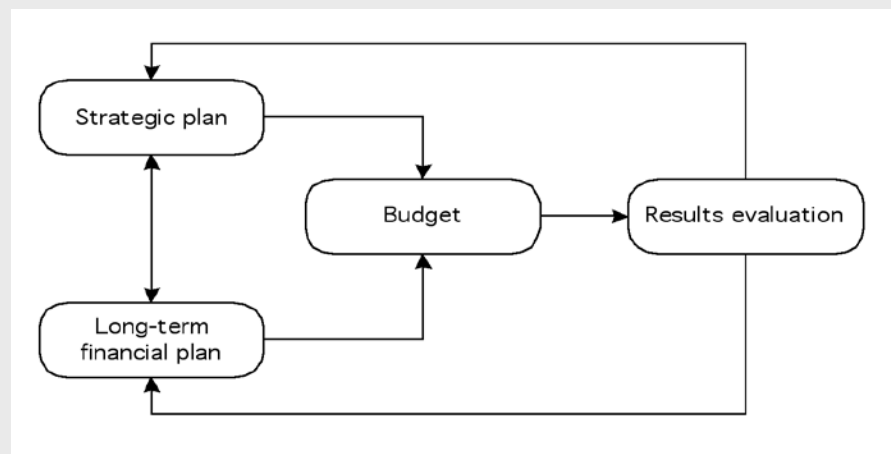 Strategic plan
Budget
Results evaluation
Long-term
financial plan